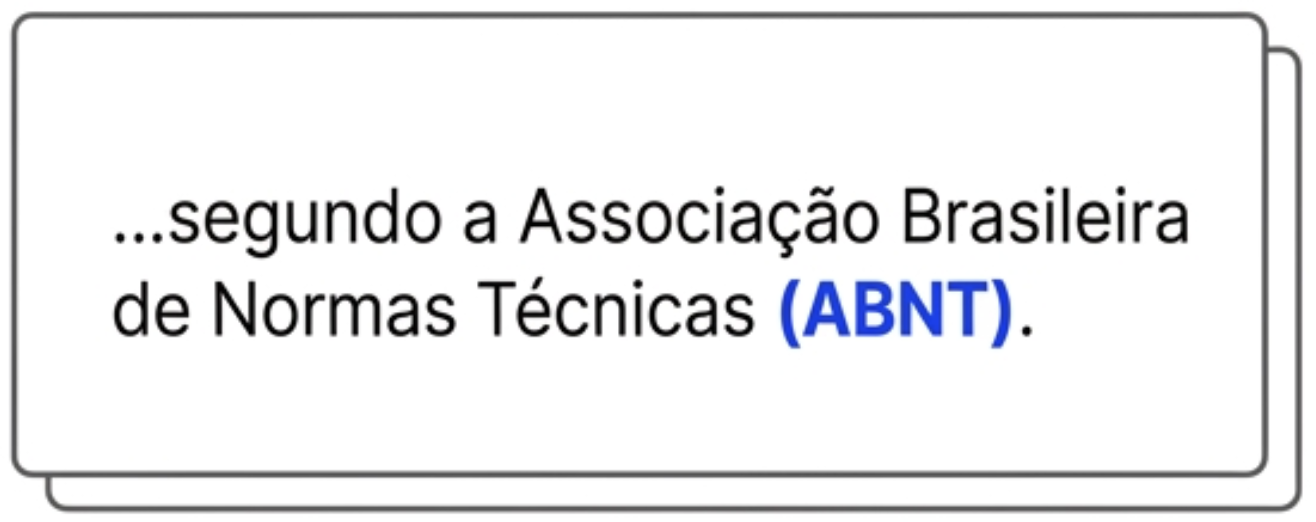 ...segundo a Associação Brasileira
de Normas Técnicas (ABNT).